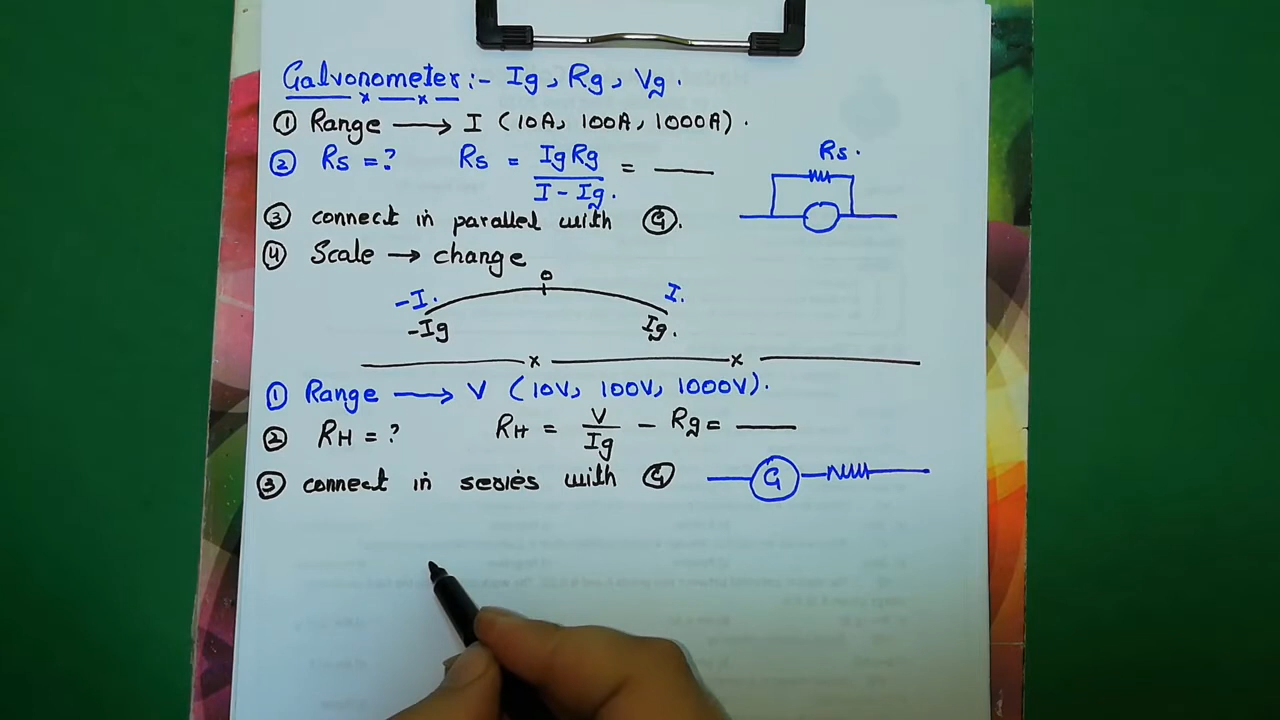 Galvonometer :- Ig, Rg, Vg.
① Range → I (10A, 100A, 1000A).
② Rs = ? Rs = IgRg / I - Ig. = ___
Rs.
③ connect in parallel with G.
④ Scale → change
0
-I. I.
-Ig Ig.
x x
① Range → V (10V, 100V, 1000V).
② RH = ? RH = V / Ig - Rg = ___
③ connect in series with G
G